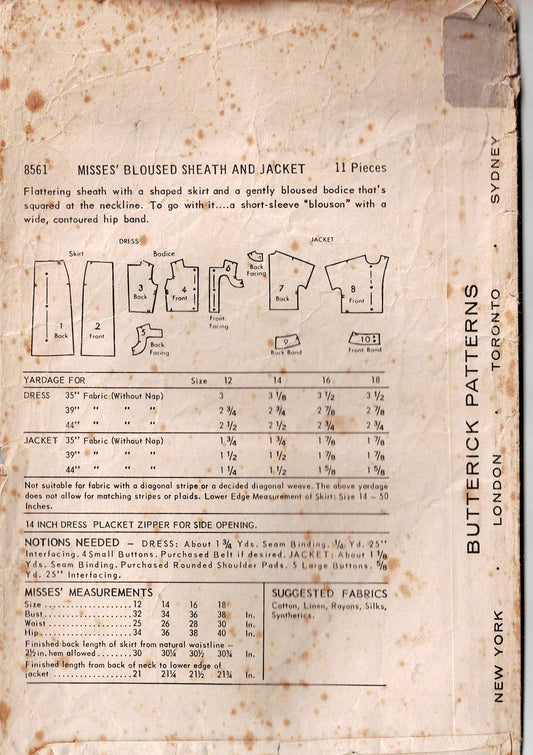 8561 MISSES' BLOUSED SHEATH AND JACKET 11 Pieces
Flattering sheath with a shaped skirt and a gently bloused bodice that's
squared at the neckline. To go with it....a short-sleeve "blouson" with a
wide, contoured hip band.
DRESS JACKET
Skirt Bodice
1 Back
2 Front
3 Back
4 Front
5 Back Facing
6 Front Facing
Back Facing
7 Back
8 Front
9 Back Band
10 Front Band
YARDAGE FOR Size 12 14 16 18
DRESS 35" Fabric (Without Nap) 3 3 1/8 3 1/2 3 1/2
39" " " " 2 3/4 2 3/4 2 7/8 2 7/8
44" " " " 2 1/2 2 1/2 2 3/4 2 3/4
JACKET 35" Fabric (Without Nap) 1 3/4 1 3/4 1 7/8 1 7/8
39" " " " 1 1/2 1 1/2 1 7/8 1 7/8
44" " " " 1 1/4 1 1/2 1 5/8 1 5/8
Not suitable for fabric with a diagonal stripe or a decided diagonal weave. The above yardage
does not allow for matching stripes or plaids. Lower Edge Measurement of Skirt: Size 14 – 50
Inches.
14 INCH DRESS PLACKET ZIPPER FOR SIDE OPENING.
NOTIONS NEEDED – DRESS: About 1 3/4 Yds. Seam Binding. 1/4 Yd. 25"
Interfacing. 4 Small Buttons. Purchased Belt if desired. JACKET: About 1 1/8
Yds. Seam Binding. Purchased Rounded Shoulder Pads. 5 Large Buttons. 5/8
Yd. 25" Interfacing.
MISSES' MEASUREMENTS
Size 12 14 16 18
Bust 32 34 36 38 In.
Waist 25 26 28 30 In.
Hip 34 36 38 40 In.
Finished back length of skirt from natural waistline –
2½ in. hem allowed 30 30¼ 30½ 30¾ In.
Finished length from back of neck to lower edge of
jacket 21 21¼ 21½ 21¾ In.
SUGGESTED FABRICS
Cotton, Linen, Rayons, Silks,
Synthetics.
BUTTERICK PATTERNS
NEW YORK • LONDON • TORONTO • SYDNEY